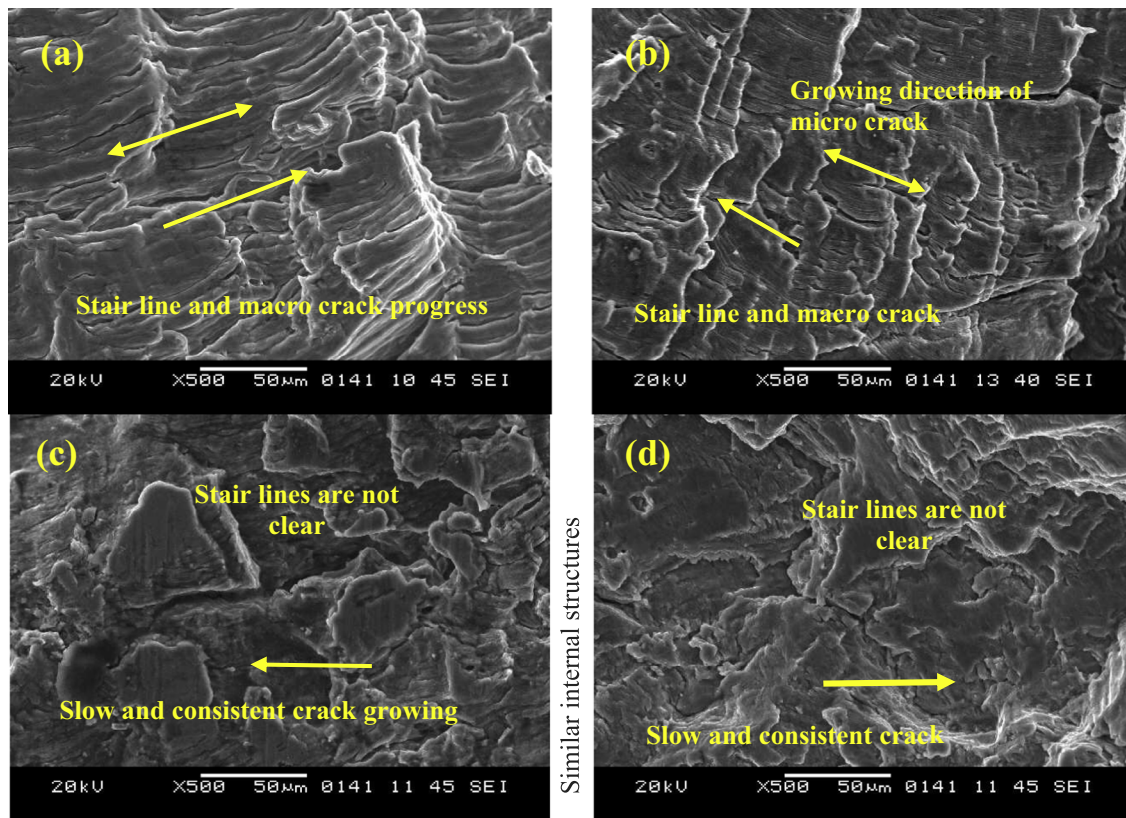 (a)
Stair line and macro crack progress
20kV X500 50μm 0141 10 45 SEI
(b)
Growing direction of
micro crack
Stair line and macro crack
20kV X500 50μm 0141 13 40 SEI
(c)
Stair lines are not
clear
Slow and consistent crack growing
20kV X500 50μm 0141 11 45 SEI
Similar internal structures
(d)
Stair lines are not
clear
Slow and consistent crack
20kV X500 50μm 0141 11 45 SEI